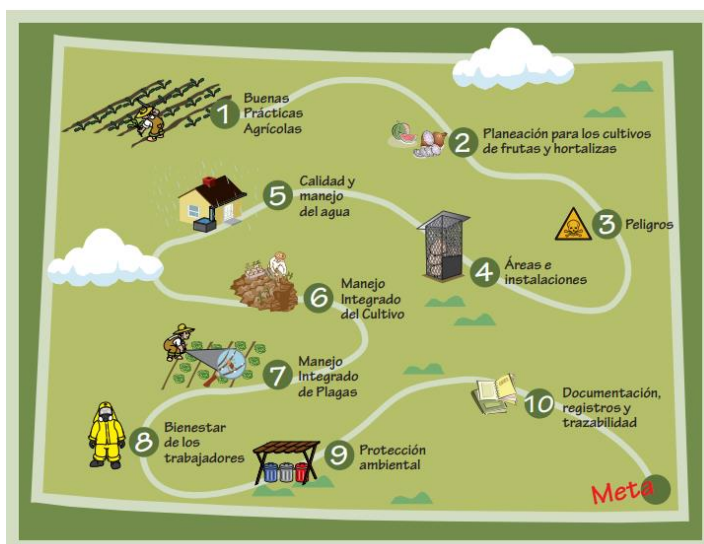 1
Buenas
Prácticas
Agrícolas
2
Planeación para los cultivos
de frutas y hortalizas
3
Peligros
4
Áreas e
instalaciones
5
Calidad y
manejo
del agua
6
Manejo
Integrado
del Cultivo
7
Manejo
Integrado
de Plagas
8
Bienestar
de los
trabajadores
9
Protección
ambiental
10
Documentación,
registros y
trazabilidad
Meta